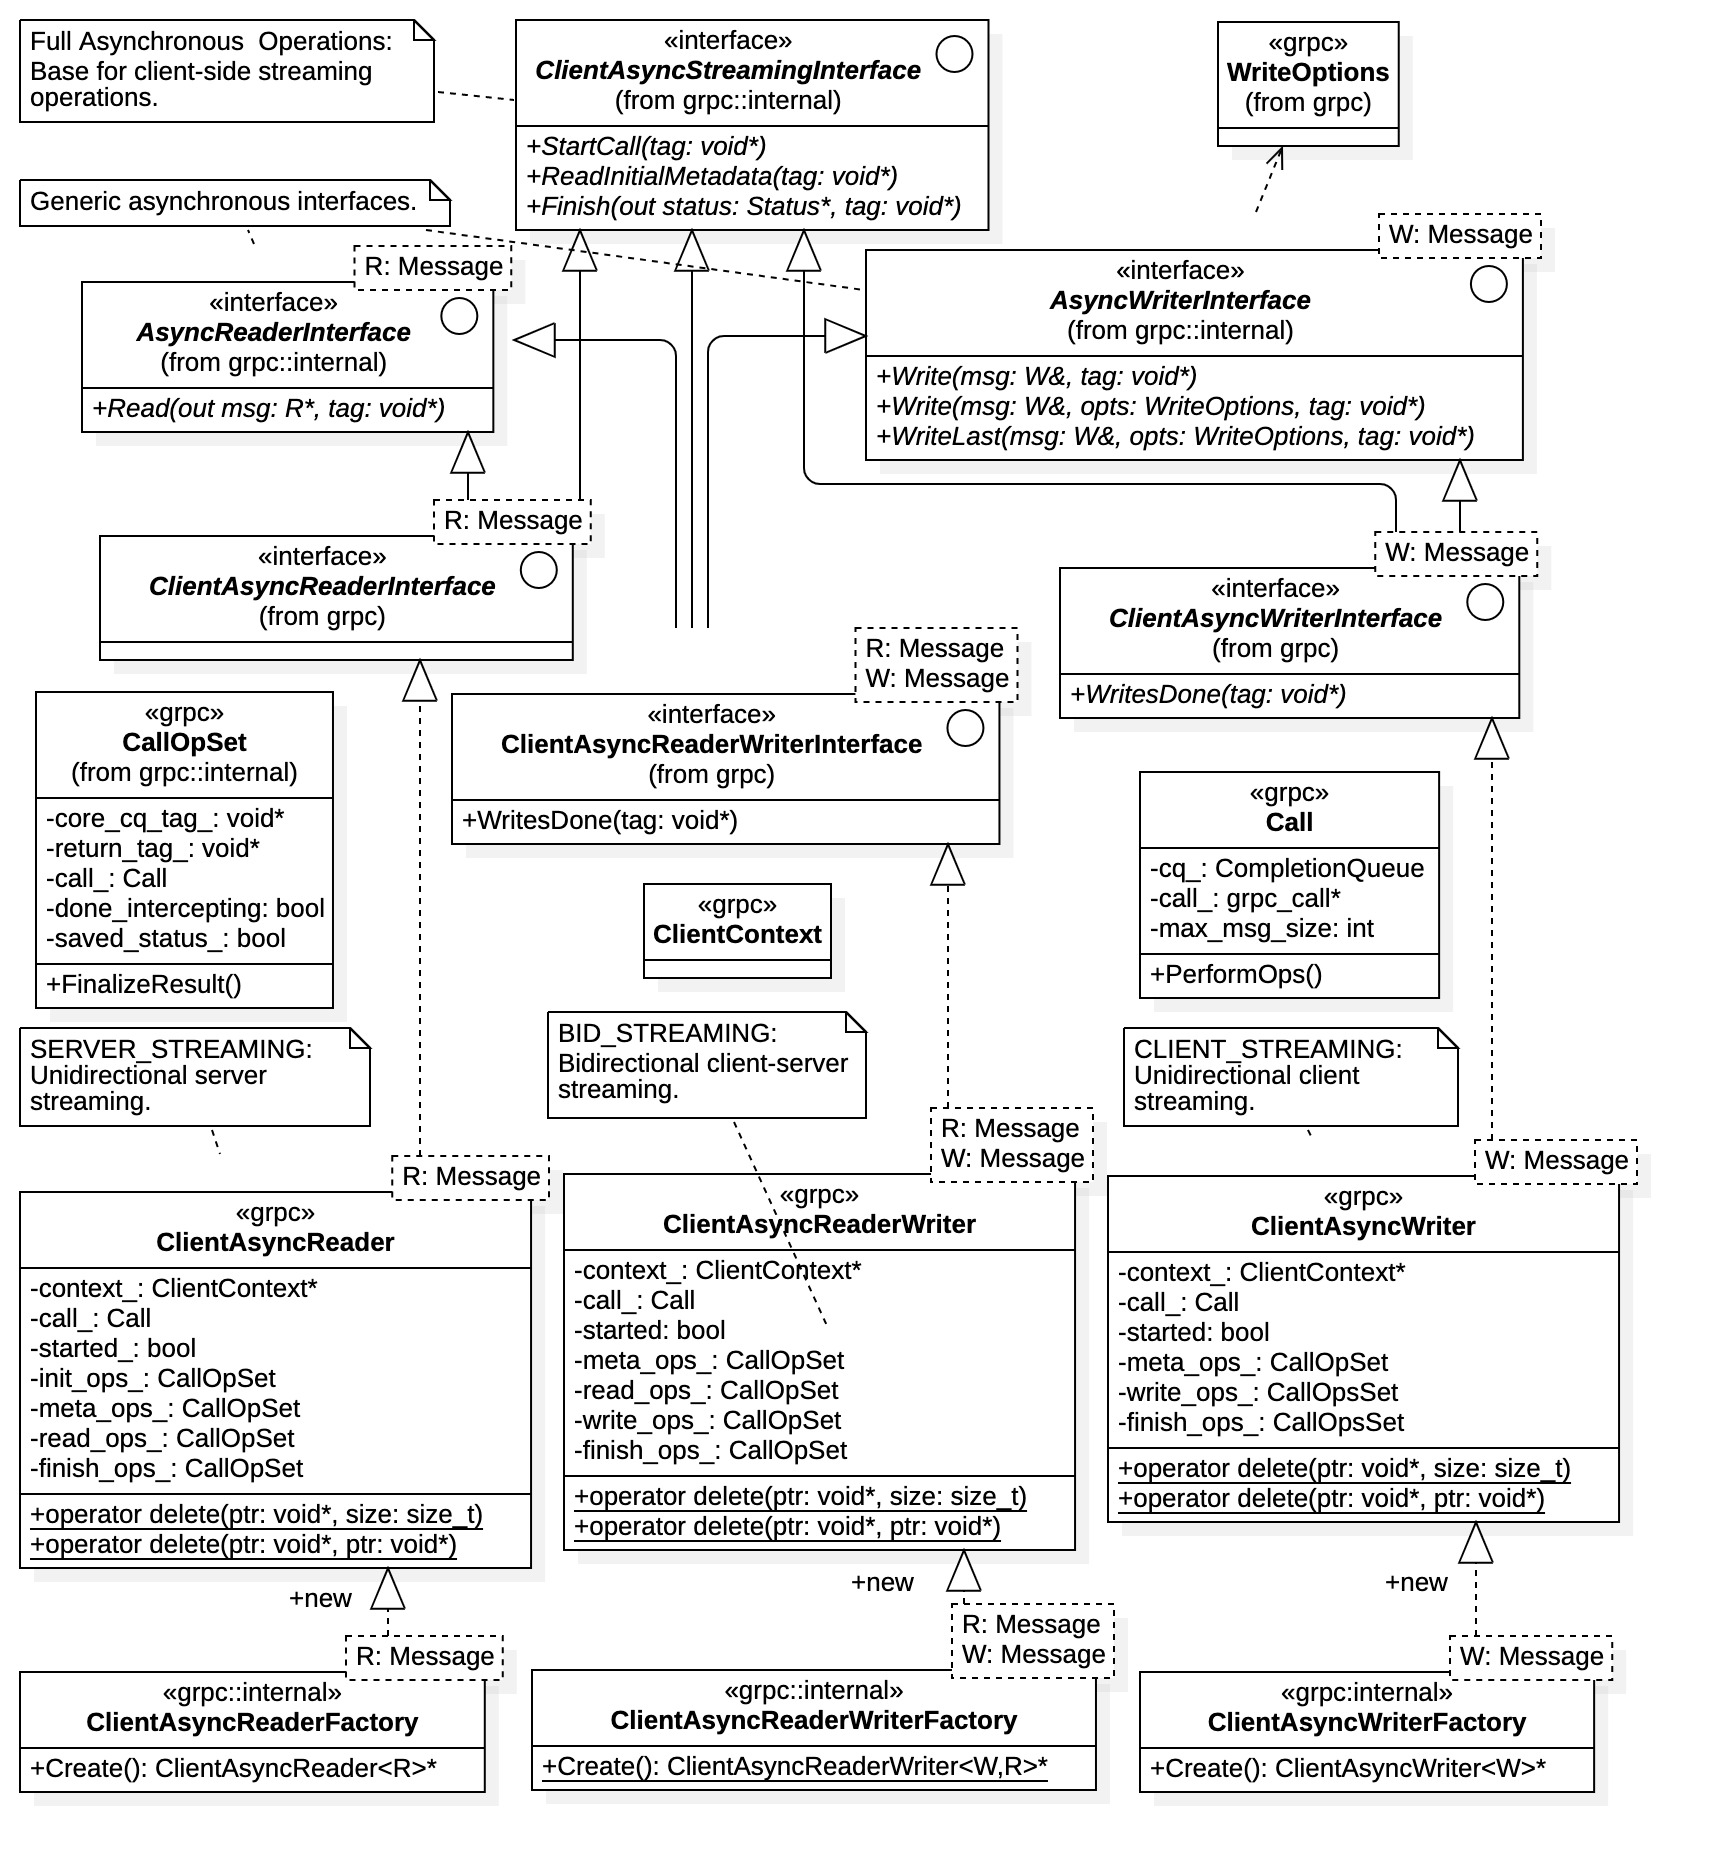 Full Asynchronous  Operations:
Base for client-side streaming
operations.
«interface»
ClientAsyncStreamingInterface
(from grpc::internal)
+StartCall(tag: void*)
+ReadInitialMetadata(tag: void*)
+Finish(out status: Status*, tag: void*)
«grpc»
WriteOptions
(from grpc)
Generic asynchronous interfaces.
R: Message
«interface»
AsyncReaderInterface
(from grpc::internal)
+Read(out msg: R*, tag: void*)
W: Message
«interface»
AsyncWriterInterface
(from grpc::internal)
+Write(msg: W&, tag: void*)
+Write(msg: W&, opts: WriteOptions, tag: void*)
+WriteLast(msg: W&, opts: WriteOptions, tag: void*)
R: Message
«interface»
ClientAsyncReaderInterface
(from grpc)
W: Message
«interface»
ClientAsyncWriterInterface
(from grpc)
+WritesDone(tag: void*)
R: Message
W: Message
«interface»
ClientAsyncReaderWriterInterface
(from grpc)
+WritesDone(tag: void*)
«grpc»
CallOpSet
(from grpc::internal)
-core_cq_tag_: void*
-return_tag_: void*
-call_: Call
-done_intercepting: bool
-saved_status_: bool
+FinalizeResult()
«grpc»
ClientContext
«grpc»
Call
-cq_: CompletionQueue
-call_: grpc_call*
-max_msg_size: int
+PerformOps()
SERVER_STREAMING:
Unidirectional server
streaming.
BID_STREAMING:
Bidirectional client-server
streaming.
CLIENT_STREAMING:
Unidirectional client
streaming.
R: Message
«grpc»
ClientAsyncReader
-context_: ClientContext*
-call_: Call
-started_: bool
-init_ops_: CallOpSet
-meta_ops_: CallOpSet
-read_ops_: CallOpSet
-finish_ops_: CallOpSet
+operator delete(ptr: void*, size: size_t)
+operator delete(ptr: void*, ptr: void*)
R: Message
W: Message
«grpc»
ClientAsyncReaderWriter
-context_: ClientContext*
-call_: Call
-started: bool
-meta_ops_: CallOpSet
-read_ops_: CallOpSet
-write_ops_: CallOpSet
-finish_ops_: CallOpSet
+operator delete(ptr: void*, size: size_t)
+operator delete(ptr: void*, ptr: void*)
W: Message
«grpc»
ClientAsyncWriter
-context_: ClientContext*
-call_: Call
-started: bool
-meta_ops_: CallOpSet
-write_ops_: CallOpsSet
-finish_ops_: CallOpsSet
+operator delete(ptr: void*, size: size_t)
+operator delete(ptr: void*, ptr: void*)
+new
R: Message
«grpc::internal»
ClientAsyncReaderFactory
+Create(): ClientAsyncReader<R>*
+new
R: Message
W: Message
«grpc::internal»
ClientAsyncReaderWriterFactory
+Create(): ClientAsyncReaderWriter<W,R>*
+new
W: Message
«grpc:internal»
ClientAsyncWriterFactory
+Create(): ClientAsyncWriter<W>*